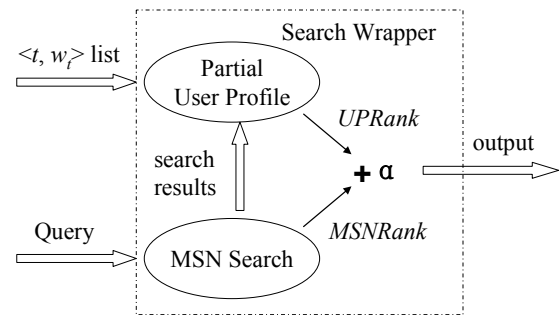 Search Wrapper
<t, w_t> list
Partial
User Profile
UPRank
search
results
+ α
output
Query
MSN Search
MSNRank